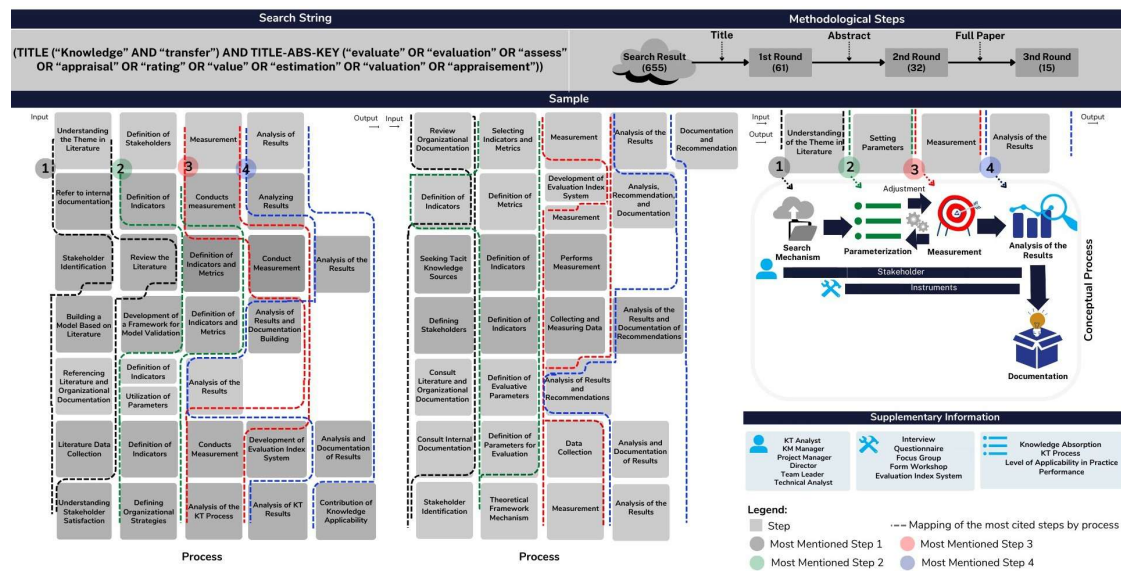 Search String
Methodological Steps
(TITLE (“Knowledge” AND “transfer”) AND TITLE-ABS-KEY (“evaluate” OR “evaluation” OR “assess”
OR “appraisal” OR “rating” OR “value” OR “estimation” OR “valuation” OR “appraisement”))
Title
Abstract
Full Paper
Search Result
(655)
1st Round
(61)
2nd Round
(32)
3rd Round
(15)
Sample
Input
Understanding
the Theme in
Literature
Definition of
Stakeholders
Measurement
Analysis of
Results
Output
1
2
3
4
Refer to internal
documentation
Definition of
Indicators
Conducts
measurement
Analyzing
Results
Stakeholder
Identification
Review the
Literature
Definition of
Indicators and
Metrics
Conduct
Measurement
Analysis of the
Results
Building a
Model Based on
Literature
Development of
a Framework for
Model Validation
Definition of
Indicators and
Metrics
Analysis of
Results and
Documentation
Building
Referencing
Literature and
Organizational
Documentation
Definition of
Indicators
Utilization of
Parameters
Analysis of the
Results
Literature Data
Collection
Definition of
Indicators
Conducts
Measurement
Development of
Evaluation Index
System
Analysis and
Documentation
of Results
Understanding
Stakeholder
Satisfaction
Defining
Organizational
Strategies
Analysis of the
KT Process
Analysis of KT
Results
Contribution of
Knowledge
Applicability
Process
Input
Review
Organizational
Documentation
Selecting
Indicators and
Metrics
Measurement
Analysis of the
Results
Documentation
and
Recommendation
Definition of
Indicators
Definition of
Metrics
Development of
Evaluation Index
System
Measurement
Analysis,
Recommendation,
and
Documentation
Seeking Tacit
Knowledge
Sources
Definition of
Indicators
Performs
Measurement
Defining
Stakeholders
Definition of
Indicators
Collecting and
Measuring Data
Analysis of the
Results and
Documentation of
Recommendations
Consult
Literature and
Organizational
Documentation
Definition of
Evaluative
Parameters
Analysis of Results
and
Recommendations
Consult Internal
Documentation
Definition of
Parameters for
Evaluation
Data
Collection
Analysis and
Documentation
of Results
Stakeholder
Identification
Theoretical
Framework
Mechanism
Measurement
Analysis of the
Results
Process
Output
Input
Output
Understanding
of the Theme in
Literature
Setting
Parameters
Measurement
Analysis of the
Results
1
2
3
4
Adjustment
Search
Mechanism
Parameterization
Measurement
Analysis of the
Results
Stakeholder
Instruments
Documentation
Conceptual Process
Supplementary Information
KT Analyst
KM Manager
Project Manager
Director
Team Leader
Technical Analyst
Interview
Questionnaire
Focus Group
Form Workshop
Evaluation Index System
Knowledge Absorption
KT Process
Level of Applicability in Practice
Performance
Legend:
Step
Mapping of the most cited steps by process
Most Mentioned Step 1
Most Mentioned Step 3
Most Mentioned Step 2
Most Mentioned Step 4